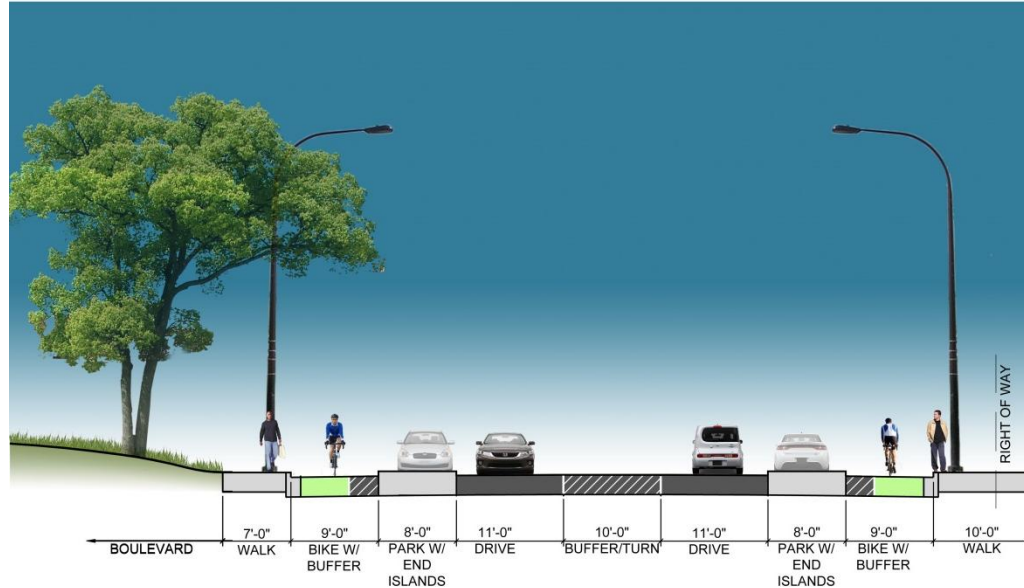 RIGHT OF WAY
7'-0" 9'-0" 8'-0" 11'-0" 10'-0" 11'-0" 8'-0" 9'-0" 10'-0"
BOULEVARD WALK BIKE W/ PARK W/ DRIVE BUFFER/TURN DRIVE PARK W/ BIKE W/ WALK
BUFFER END END BUFFER
ISLANDS ISLANDS